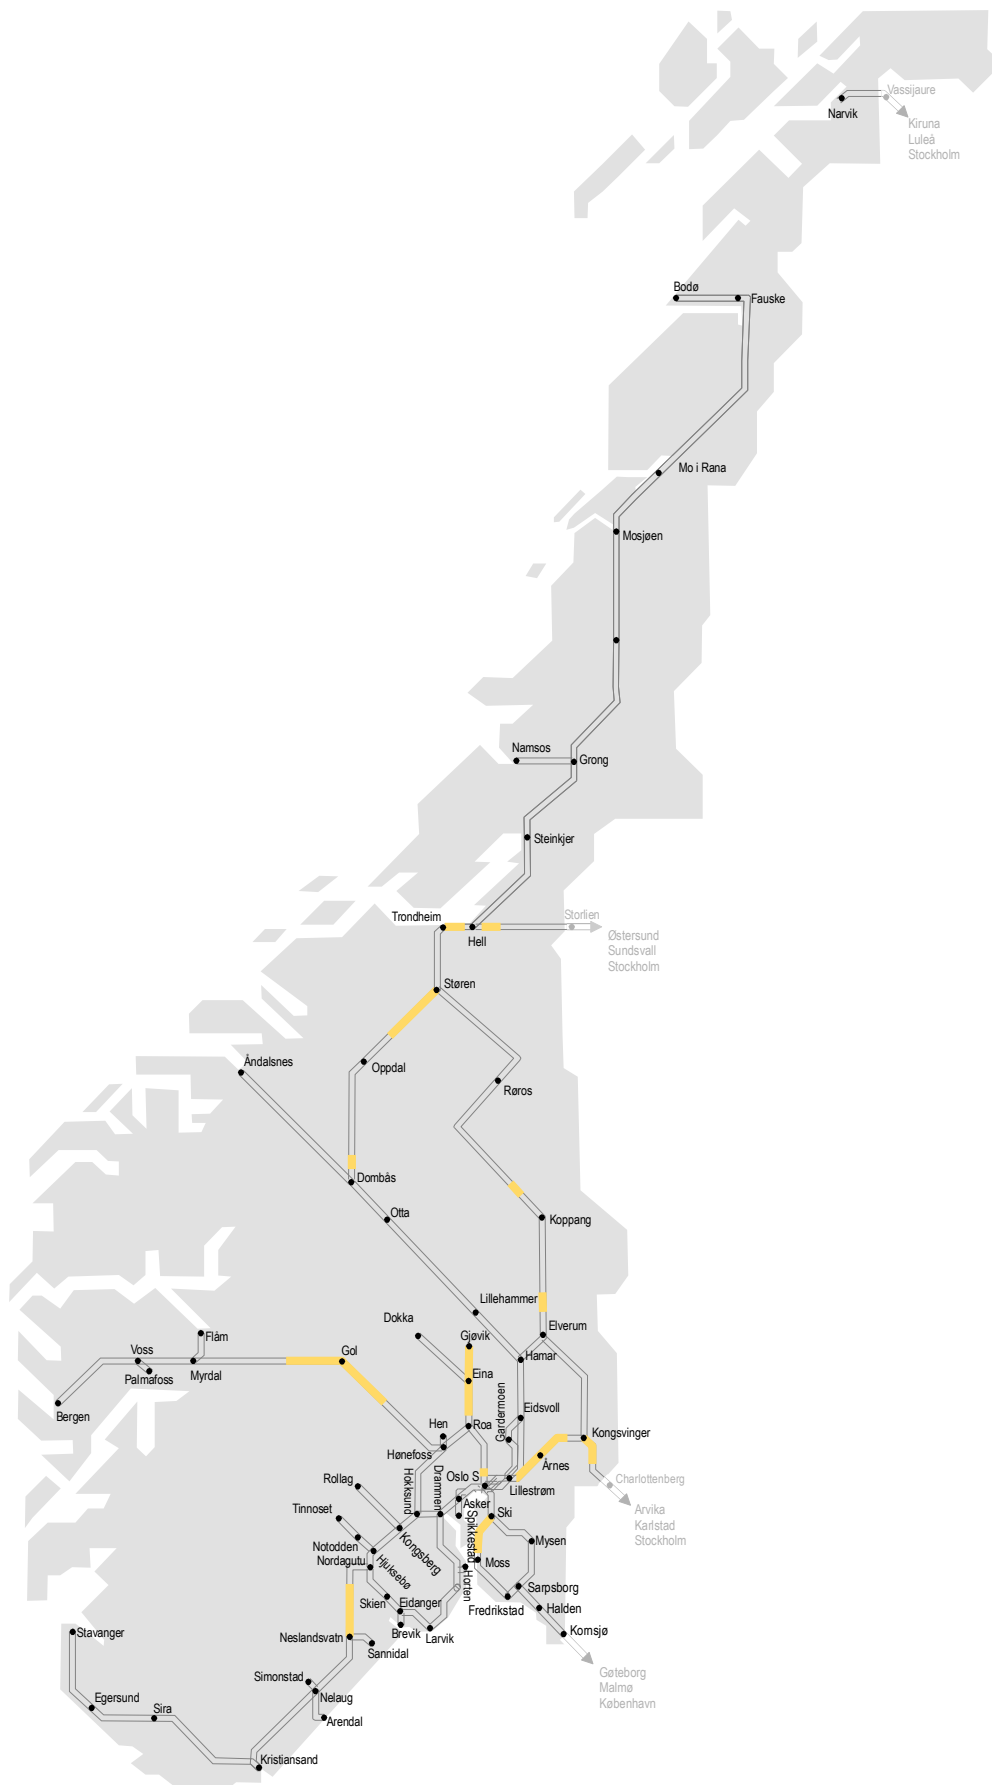 Vassijaure
Narvik
Kiruna
Luleå
Stockholm
Bodø
Fauske
Mo i Rana
Mosjøen
Namsos
Grong
Steinkjer
Trondheim
Storlien
Hell
Østersund
Sundsvall
Stockholm
Støren
Åndalsnes
Oppdal
Røros
Dombås
Otta
Koppang
Lillehammer
Dokka
Elverum
Flåm
Gjøvik
Voss
Gol
Hamar
Palmafoss
Myrdal
Eina
Bergen
Gardermoen
Eidsvoll
Hen
Roa
Kongsvinger
Hønefoss
Årnes
Rollag
Hokksund
Drammen
Oslo S
Lillestrøm
Charlottenberg
Tinnoset
Asker
Spikkestad
Ski
Arvika
Karlstad
Stockholm
Notodden
Kongsberg
Mysen
Nordagutu
Hjuksebø
Moss
Horten
Skien
Eidanger
Sarpsborg
Fredrikstad
Halden
Stavanger
Neslandsvatn
Brevik
Larvik
Kornsjø
Sannidal
Simonstad
Gøteborg
Malmø
København
Egersund
Sira
Nelaug
Arendal
Kristiansand